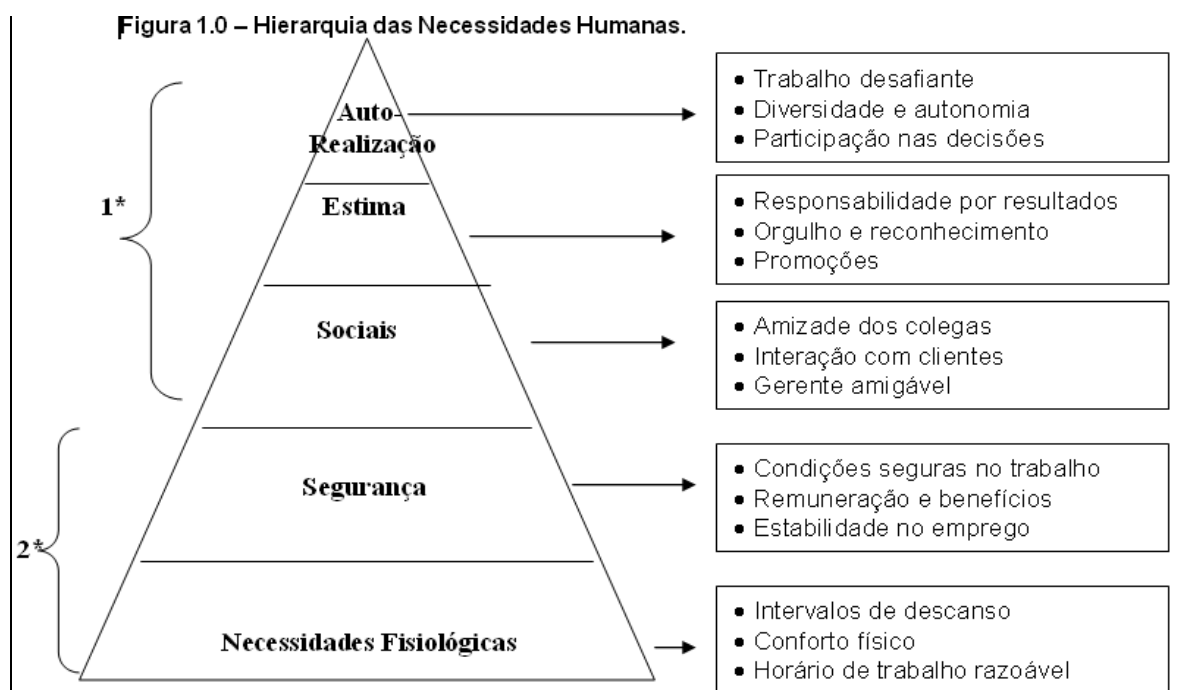 Figura 1.0 – Hierarquia das Necessidades Humanas.
1*
2*
Auto-
Realização
• Trabalho desafiante
• Diversidade e autonomia
• Participação nas decisões
Estima
• Responsabilidade por resultados
• Orgulho e reconhecimento
• Promoções
Sociais
• Amizade dos colegas
• Interação com clientes
• Gerente amigável
Segurança
• Condições seguras no trabalho
• Remuneração e benefícios
• Estabilidade no emprego
Necessidades Fisiológicas
• Intervalos de descanso
• Conforto físico
• Horário de trabalho razoável